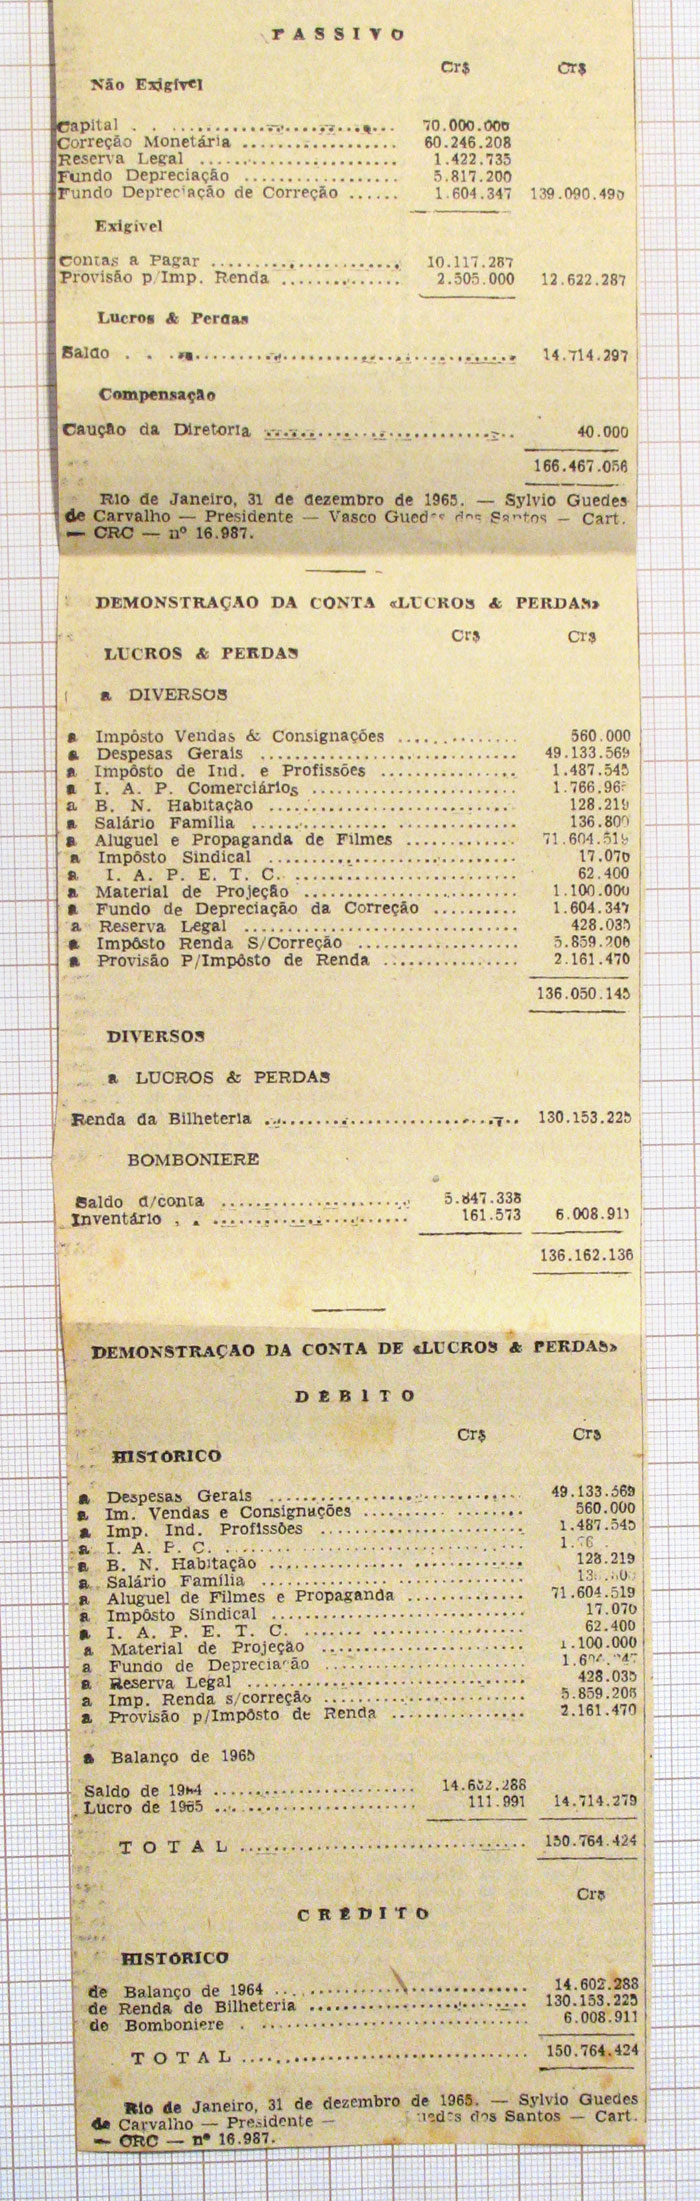 PASSIVO
Cr$ Cr$
Não Exigível
Capital . . ........................ 70.000.000
Correção Monetária .................. 60.246.208
Reserva Legal ....................... 1.422.735
Fundo Depreciação .................. 5.817.200
Fundo Depreciação de Correção ...... 1.604.347 139.090.490
Exigível
Contas a Pagar ...................... 10.117.287
Provisão p/Imp. Renda .............. 2.505.000 12.622.287
Lucros & Perdas
Saldo . . ................................... 14.714.297
Compensação
Caução da Diretoria ........................... 40.000
166.467.056
Rio de Janeiro, 31 de dezembro de 1965. — Sylvio Guedes
de Carvalho — Presidente — Vasco Guedes dos Santos — Cart.
— CRC — nº 16.987.
DEMONSTRAÇAO DA CONTA «LUCROS & PERDAS»
Cr$ Cr$
LUCROS & PERDAS
a DIVERSOS
a Impôsto Vendas & Consignações .............. 560.000
a Despesas Gerais .............................. 49.133.569
a Impôsto de Ind. e Profissões ................ 1.487.545
a I. A. P. Comerciários ........................
a B. N. Habitação ............................. 128.219
a Salário Família .............................. 136.800
a Aluguel e Propaganda de Filmes ............. 71.604.519
a Impôsto Sindical ............................. 17.070
a I. A. P. E. T. C. ........................... 62.400
a Material de Projeção ......................... 1.100.000
a Fundo de Depreciação da Correção .......... 1.604.347
a Reserva Legal ................................ 428.035
a Impôsto Renda S/Correção ................... 5.859.206
a Provisão P/Impôsto de Renda ................ 2.161.470
136.050.145
DIVERSOS
a LUCROS & PERDAS
Renda da Bilheteria ............................. 130.153.225
BOMBONIERE
Saldo d/conta ...................... 5.847.338
Inventário . . ....................... 161.573 6.008.911
136.162.136
DEMONSTRAÇAO DA CONTA DE «LUCROS & PERDAS»
DEBITO
Cr$ Cr$
HISTÓRICO
a Despesas Gerais ............................. 49.133.569
a Im. Vendas e Consignações .................. 560.000
a Imp. Ind. Profissões ........................ 1.487.545
a I. A. P. C. .................................
a B. N. Habitação ............................. 128.219
a Salário Família ..............................
a Aluguel de Filmes e Propaganda ............. 71.604.519
a Impôsto Sindical ............................. 17.070
a I. A. P. E. T. C. ........................... 62.400
a Material de Projeção ........................ 1.100.000
a Fundo de Depreciação .......................
a Reserva Legal ................................ 428.035
a Imp. Renda s/correção ....................... 5.859.206
a Provisão p/Impôsto de Renda ............... 2.161.470
a Balanço de 1965
Saldo de 1964 ....................... 14.602.288
Lucro de 1965 ....................... 111.991 14.714.279
TOTAL ................................ 150.764.424
Cr$
CRÉDITO
HISTÓRICO
de Balanço de 1964 ............................. 14.602.288
de Renda de Bilheteria ......................... 130.153.225
de Bomboniere . ............................... 6.008.911
TOTAL ................................. 150.764.424
Rio de Janeiro, 31 de dezembro de 1965. — Sylvio Guedes
de Carvalho — Presidente — dos Santos — Cart.
— CRC — nº 16.987.